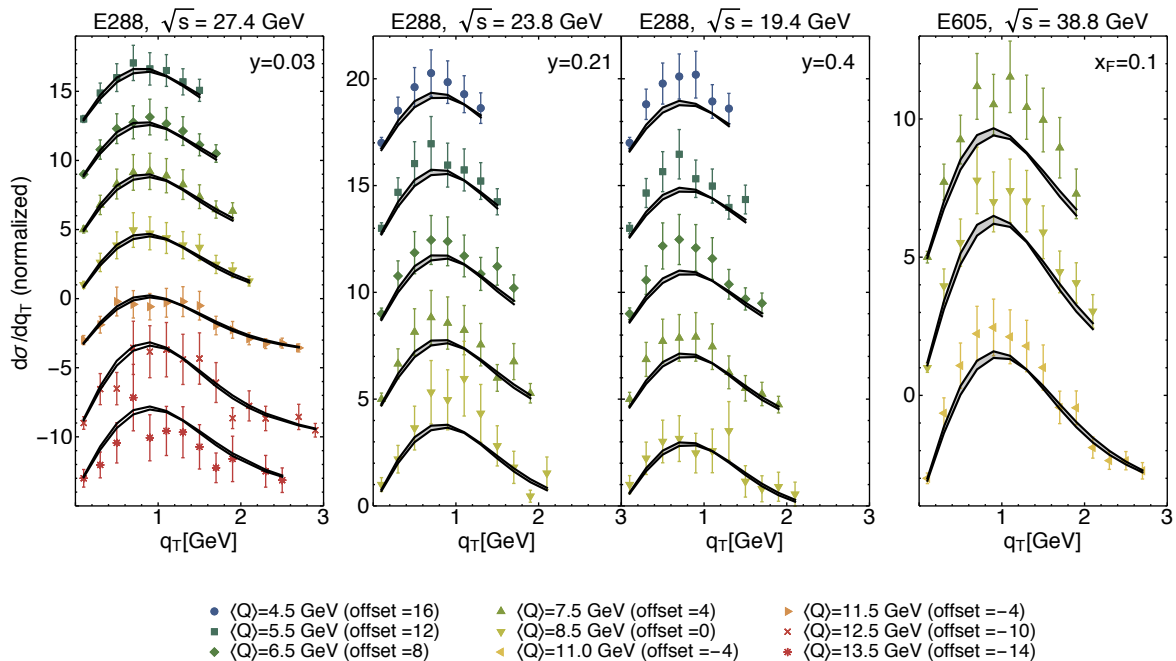 E288, √s = 27.4 GeV
E288, √s = 23.8 GeV
E288, √s = 19.4 GeV
E605, √s = 38.8 GeV
y=0.03
y=0.21
y=0.4
x_F=0.1
dσ/dq_T (normalized)
15
10
5
0
−5
−10
20
15
10
5
0
10
5
0
1
2
3
1
2
1
2
3
1
2
3
q_T[GeV]
q_T[GeV]
q_T[GeV]
q_T[GeV]
⟨Q⟩=4.5 GeV (offset =16)
⟨Q⟩=5.5 GeV (offset =12)
⟨Q⟩=6.5 GeV (offset =8)
⟨Q⟩=7.5 GeV (offset =4)
⟨Q⟩=8.5 GeV (offset =0)
⟨Q⟩=11.0 GeV (offset =−4)
⟨Q⟩=11.5 GeV (offset =−4)
⟨Q⟩=12.5 GeV (offset =−10)
⟨Q⟩=13.5 GeV (offset =−14)